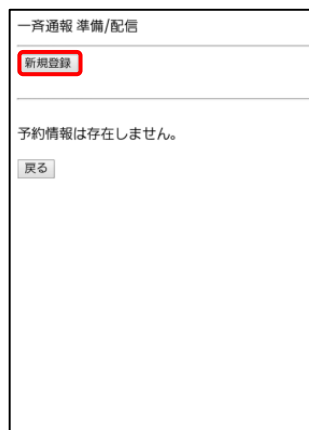 一斉通報 準備/配信
新規登録
予約情報は存在しません。
戻る